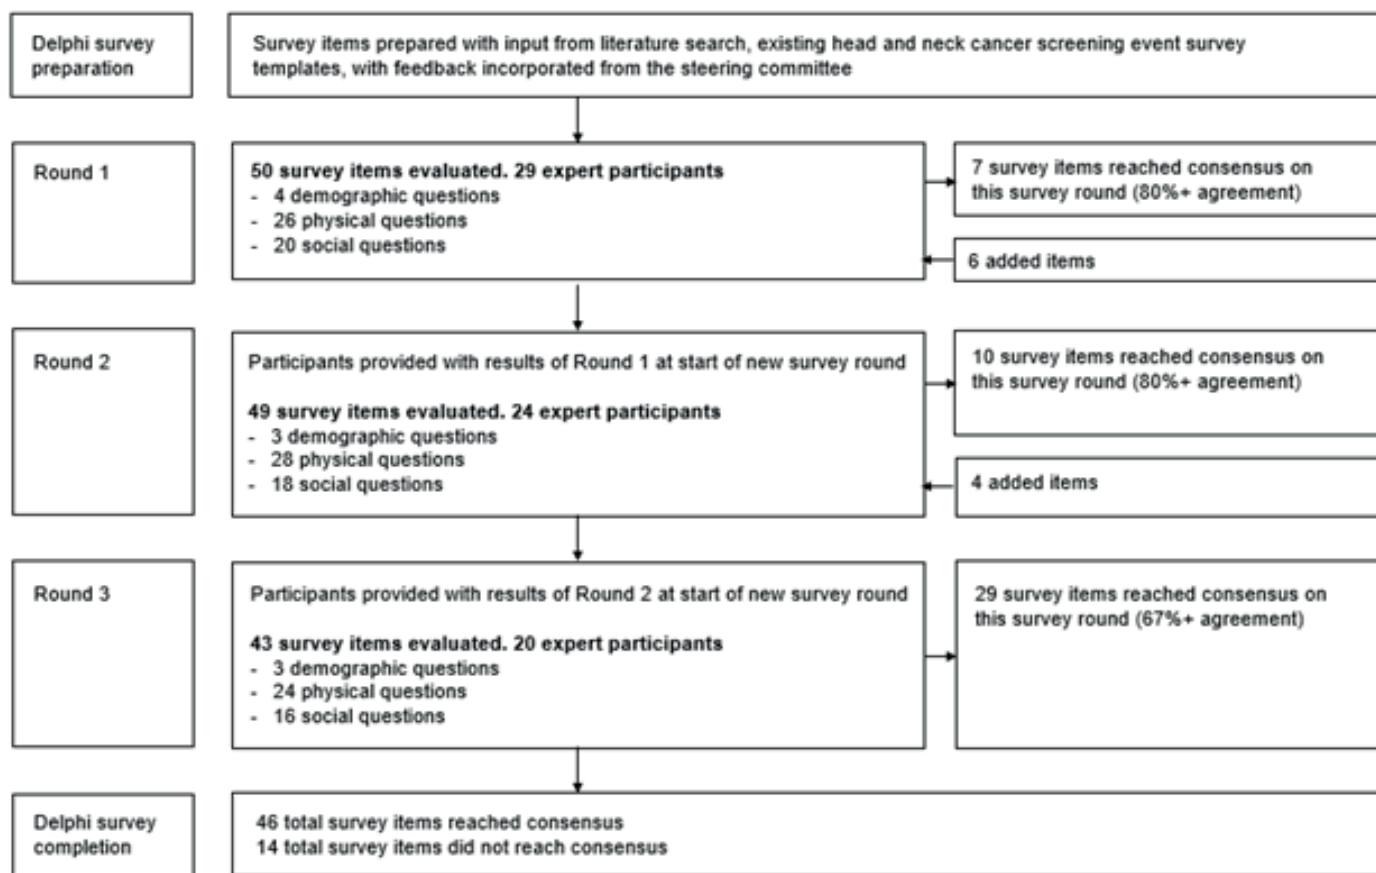 Delphi survey
preparation
Survey items prepared with input from literature search, existing head and neck cancer screening event survey
templates, with feedback incorporated from the steering committee
Round 1
50 survey items evaluated. 29 expert participants
- 4 demographic questions
- 26 physical questions
- 20 social questions
7 survey items reached consensus on
this survey round (80%+ agreement)
6 added items
Round 2
Participants provided with results of Round 1 at start of new survey round
49 survey items evaluated. 24 expert participants
- 3 demographic questions
- 28 physical questions
- 18 social questions
10 survey items reached consensus on
this survey round (80%+ agreement)
4 added items
Round 3
Participants provided with results of Round 2 at start of new survey round
43 survey items evaluated. 20 expert participants
- 3 demographic questions
- 24 physical questions
- 16 social questions
29 survey items reached consensus on
this survey round (67%+ agreement)
Delphi survey
completion
46 total survey items reached consensus
14 total survey items did not reach consensus